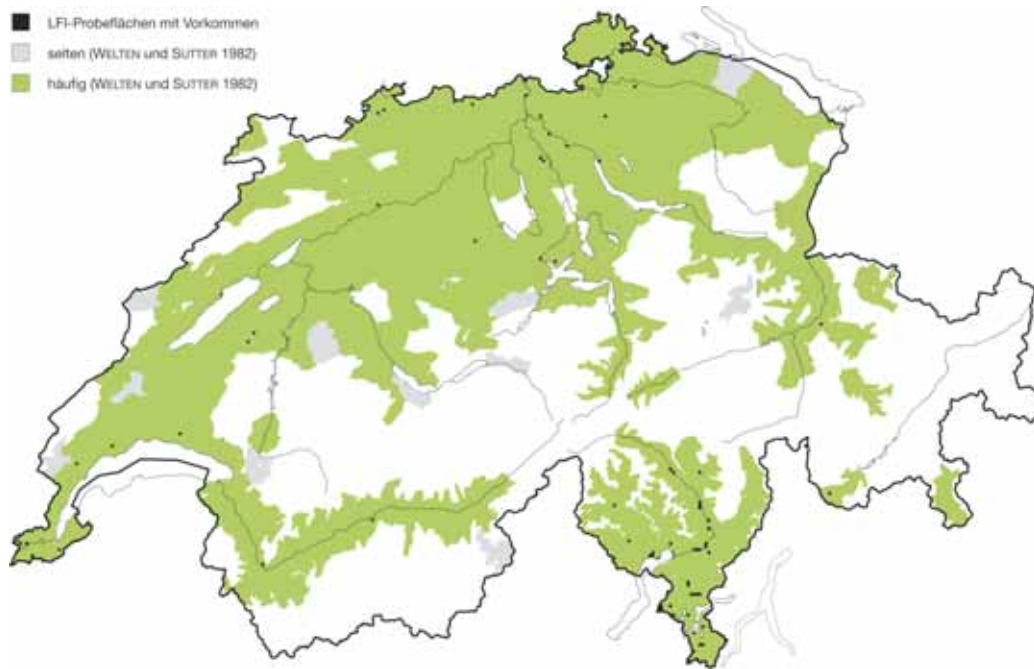 LFI-Probeflächen mit Vorkommen
selten (WELTEN und SUTTER 1982)
häufig (WELTEN und SUTTER 1982)